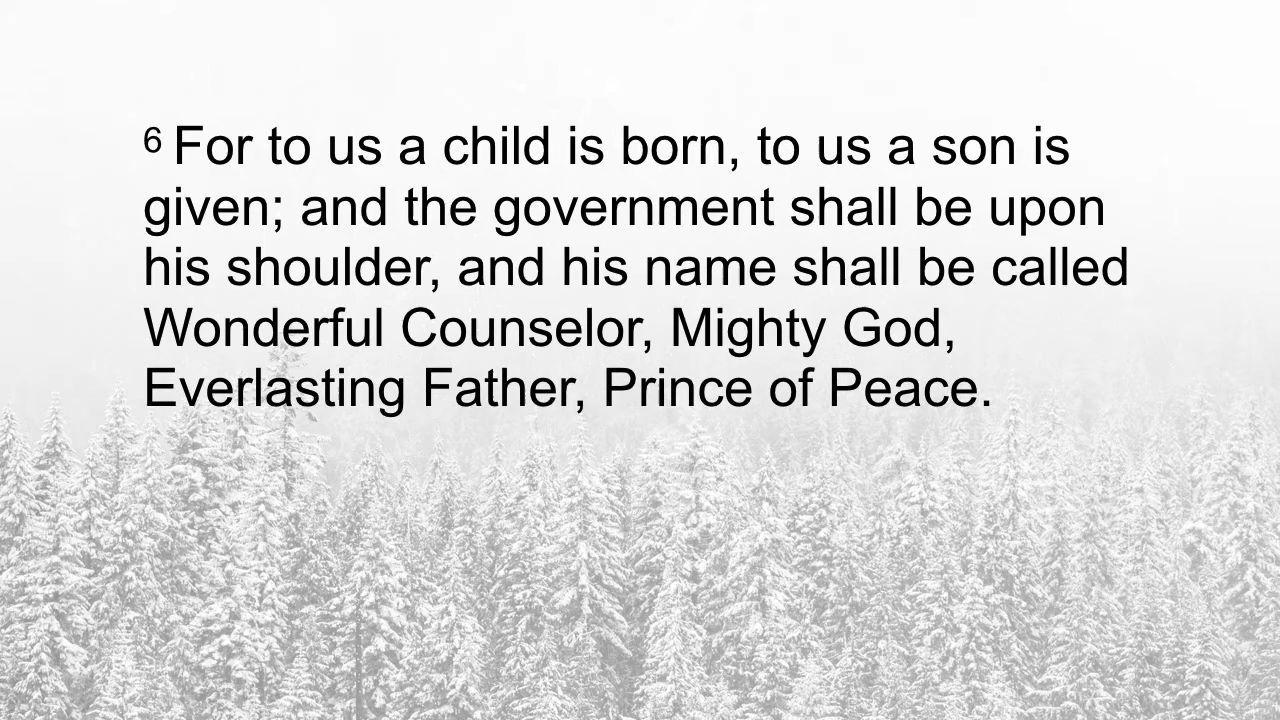 6 For to us a child is born, to us a son is
given; and the government shall be upon
his shoulder, and his name shall be called
Wonderful Counselor, Mighty God,
Everlasting Father, Prince of Peace.